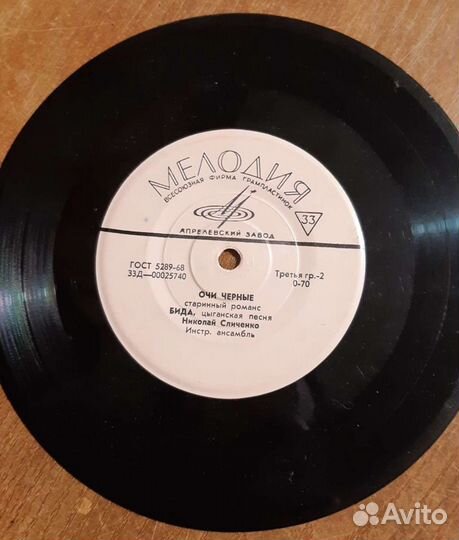 МЕЛОДИЯ
ВСЕСОЮЗНАЯ ФИРМА ГРАМПЛАСТИНОК
33
АПРЕЛЕВСКИЙ ЗАВОД
ГОСТ 5289-68
33Д—00025740
Третья гр.-2
0-70
ОЧИ ЧЕРНЫЕ
старинный романс
БИДА, цыганская песня
Николай Сличенко
Инстр. ансамбль
Avito